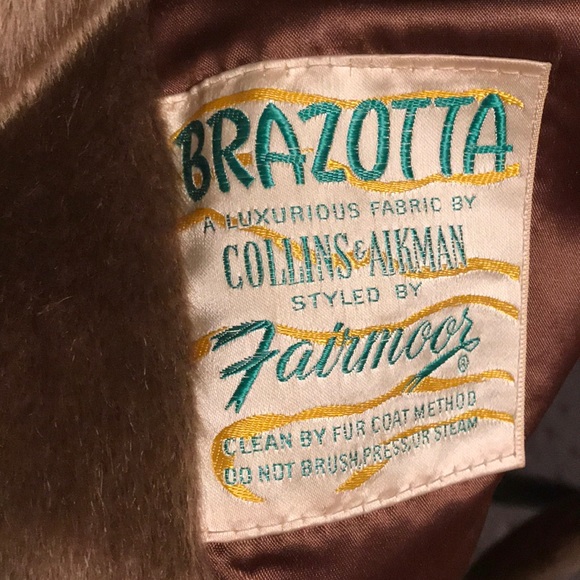 BRAZOTTA
A LUXURIOUS FABRIC BY
COLLINS & AIKMAN
STYLED BY
Fairmoor ®
CLEAN BY FUR COAT METHOD
DO NOT BRUSH, PRESS, OR STEAM